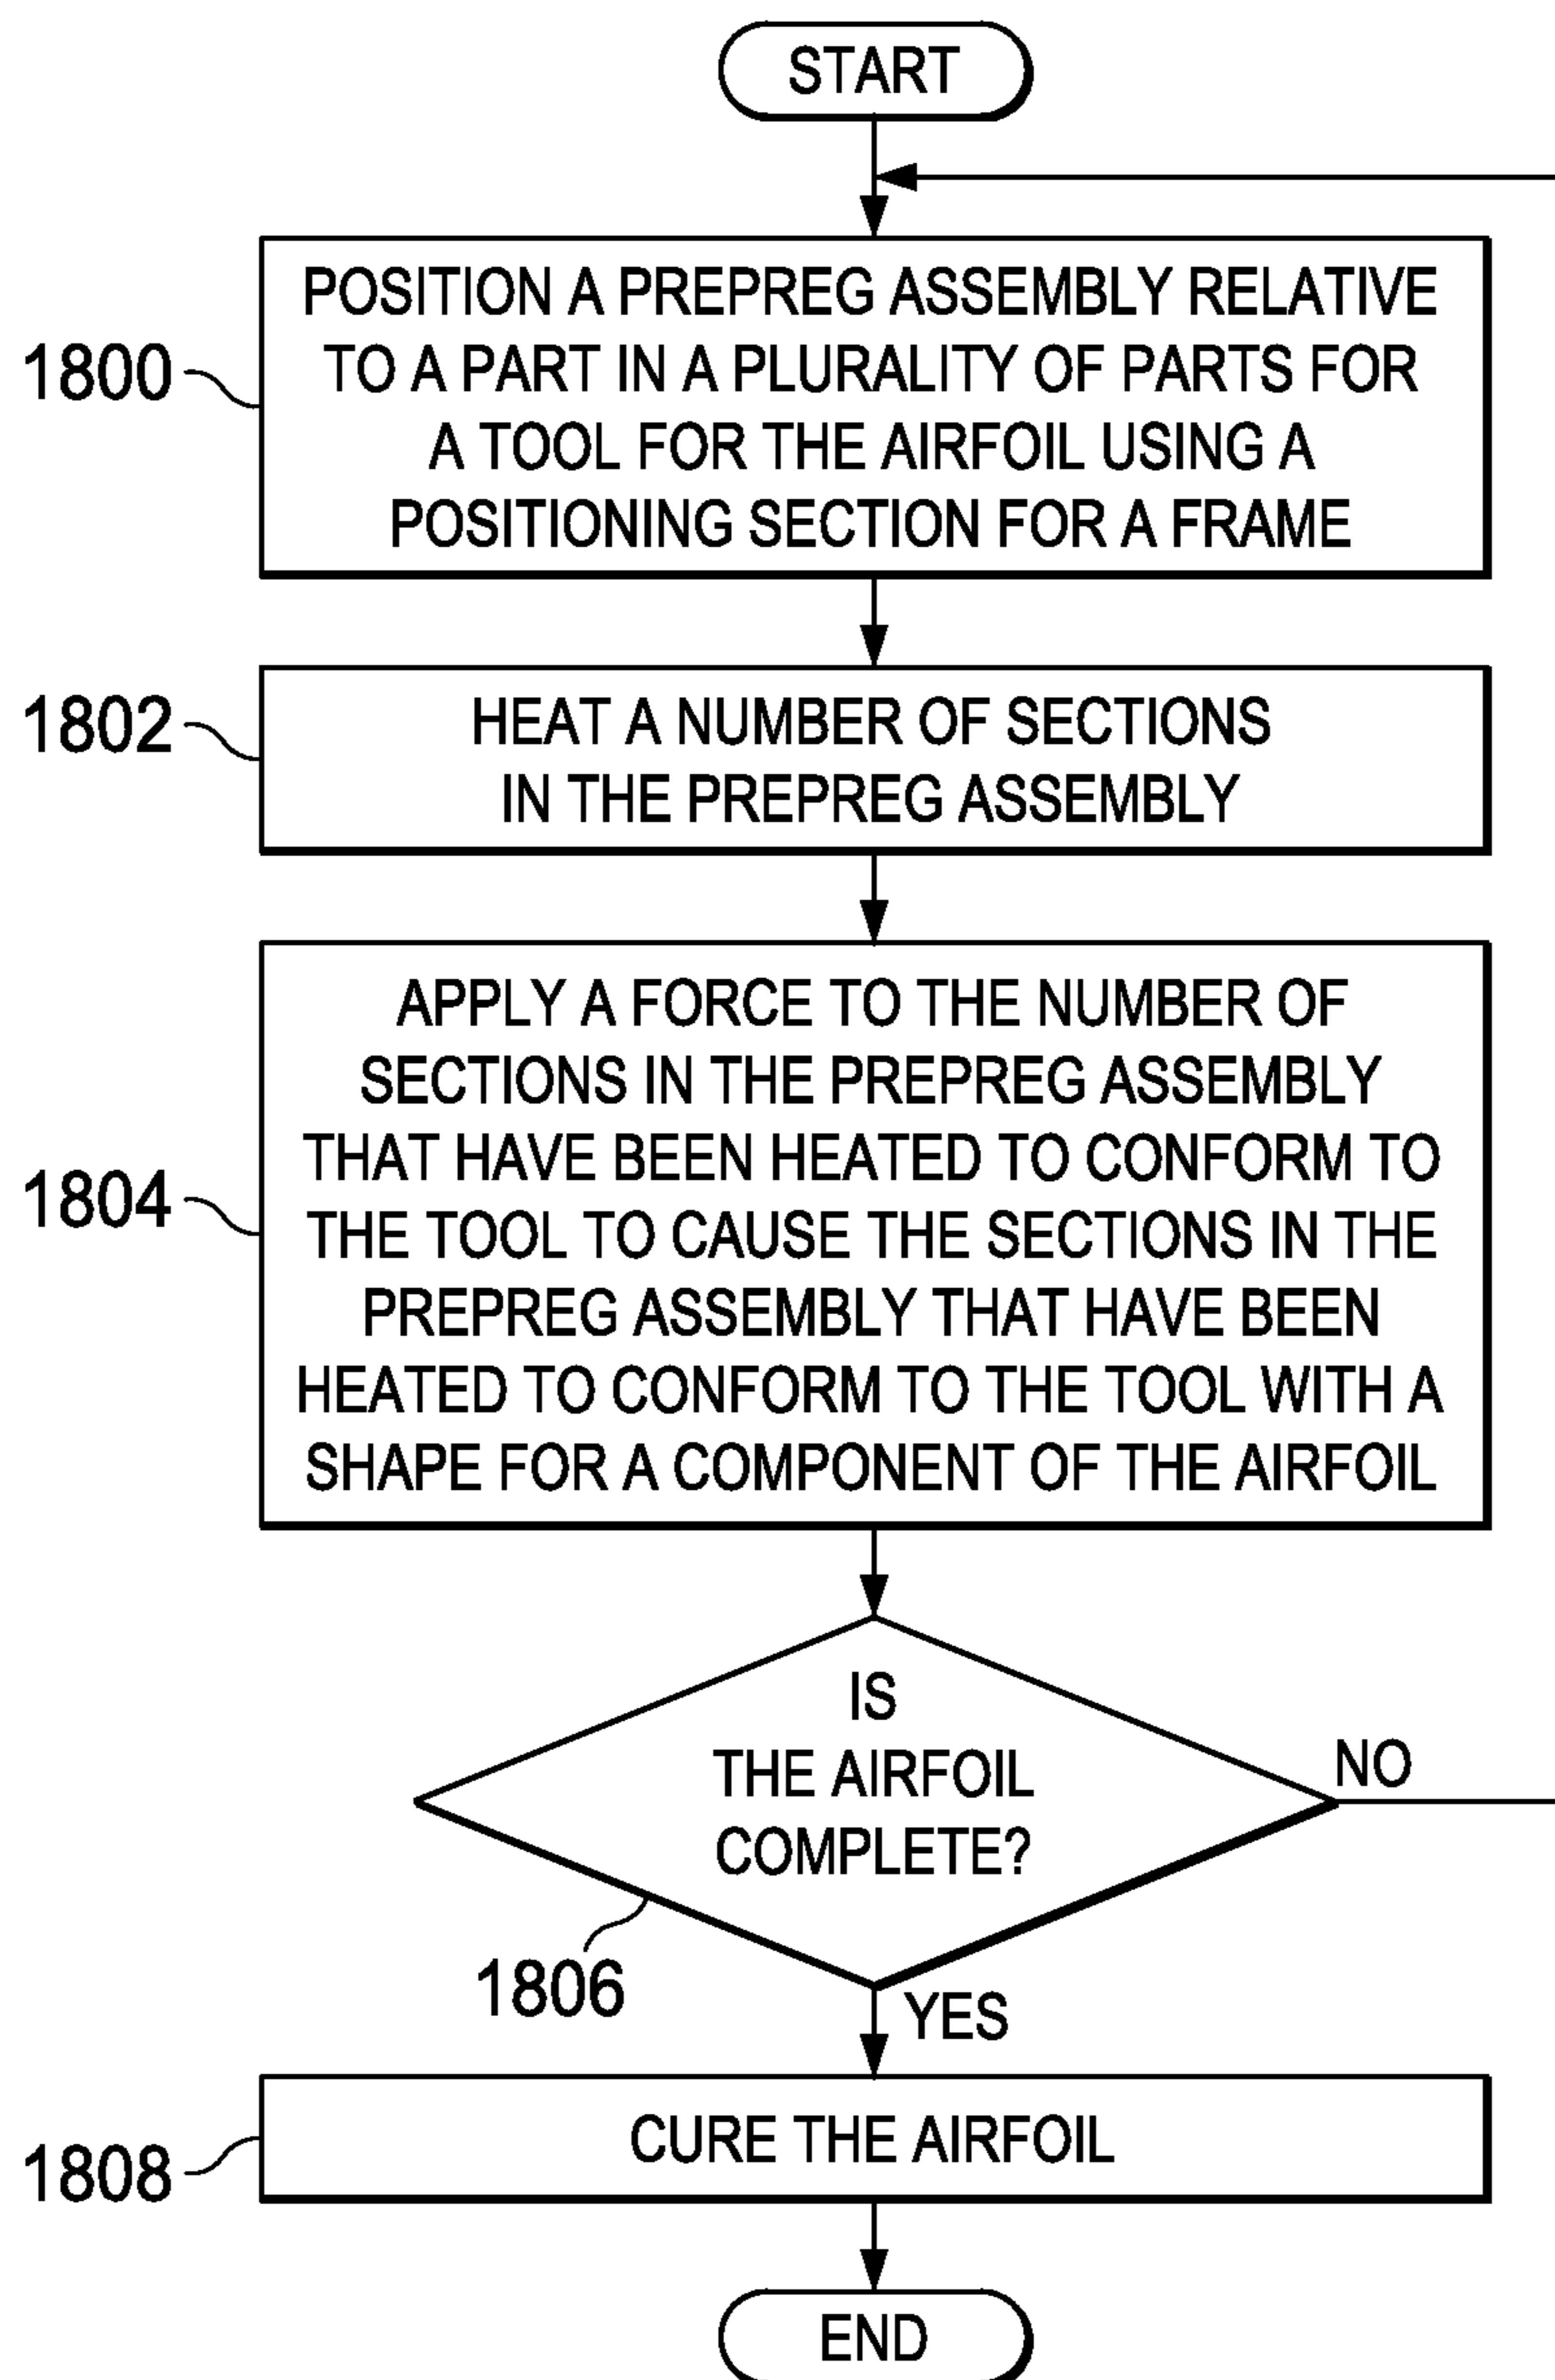 START
1800
POSITION A PREPREG ASSEMBLY RELATIVE
TO A PART IN A PLURALITY OF PARTS FOR
A TOOL FOR THE AIRFOIL USING A
POSITIONING SECTION FOR A FRAME
1802
HEAT A NUMBER OF SECTIONS
IN THE PREPREG ASSEMBLY
1804
APPLY A FORCE TO THE NUMBER OF
SECTIONS IN THE PREPREG ASSEMBLY
THAT HAVE BEEN HEATED TO CONFORM TO
THE TOOL TO CAUSE THE SECTIONS IN THE
PREPREG ASSEMBLY THAT HAVE BEEN
HEATED TO CONFORM TO THE TOOL WITH A
SHAPE FOR A COMPONENT OF THE AIRFOIL
IS
THE AIRFOIL
COMPLETE?
NO
1806
YES
1808
CURE THE AIRFOIL
END